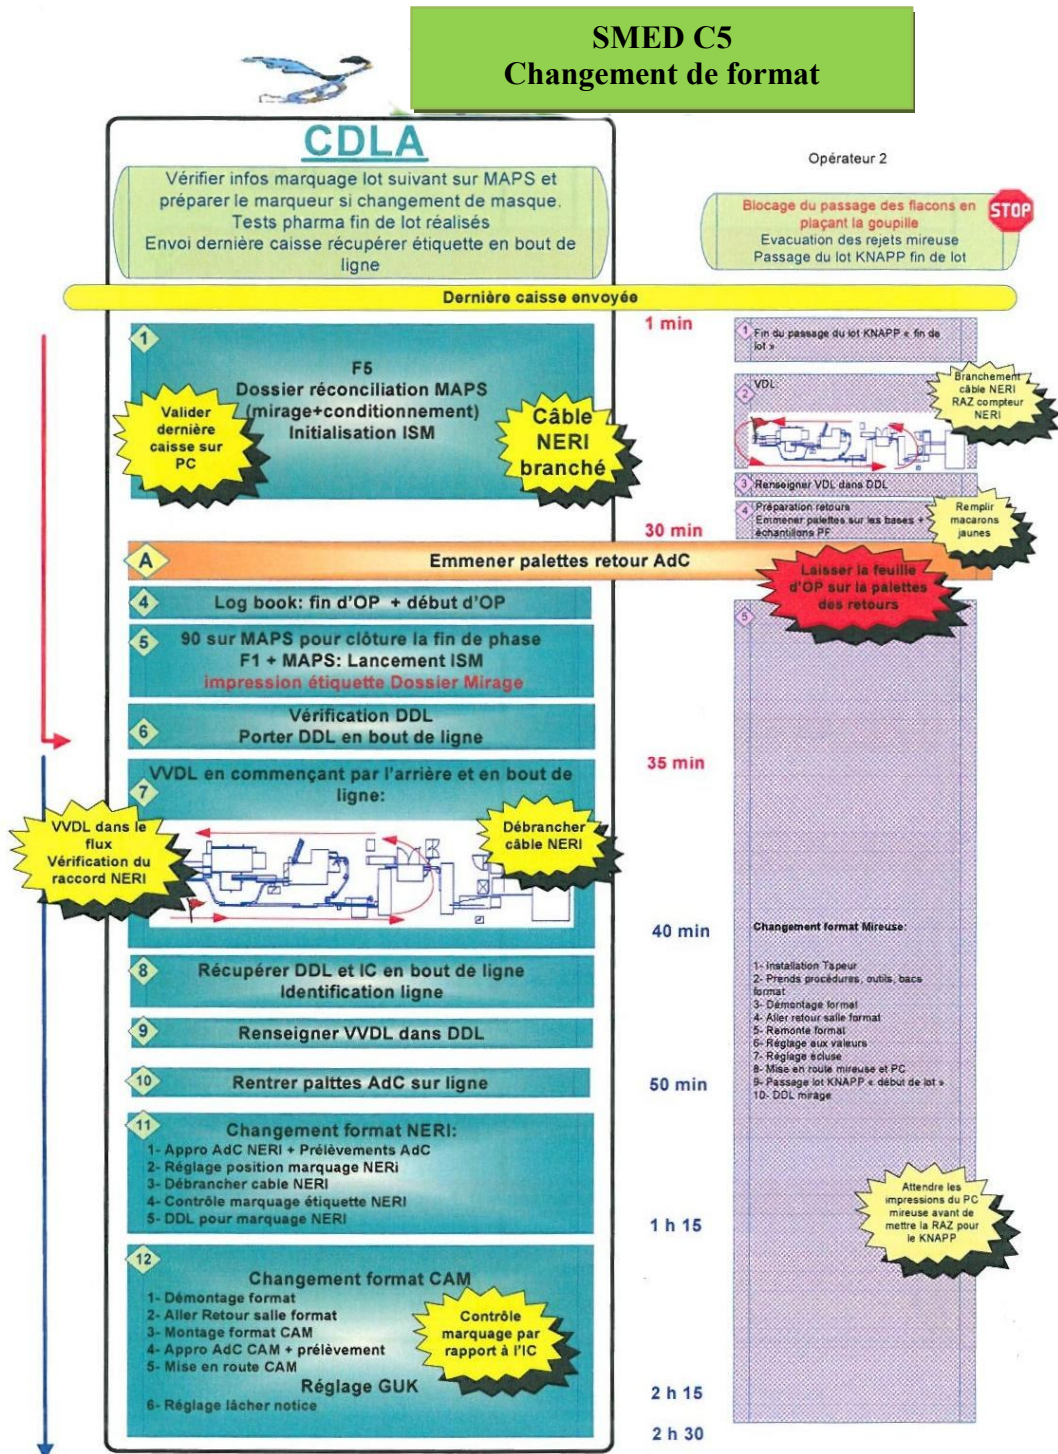 SMED C5
Changement de format
CDLA
Vérifier infos marquage lot suivant sur MAPS et
préparer le marqueur si changement de masque.
Tests pharma fin de lot réalisés
Envoi dernière caisse récupérer étiquette en bout de
ligne
Opérateur 2
Blocage du passage des flacons en
plaçant la goupille
Evacuation des rejets mireuse
Passage du lot KNAPP fin de lot
STOP
Dernière caisse envoyée
1
F5
Dossier réconciliation MAPS
(mirage+conditionnement)
Initialisation ISM
Valider
dernière
caisse sur
PC
Câble
NERI
branché
1 min
1
Fin du passage du lot KNAPP « fin de
lot »
2
VDL:
Branchement
câble NERI
RAZ compteur
NERI
3
Renseigner VDL dans DDL
4
Préparation retours
Emmener palettes sur les bases +
échantillons PF
Remplir
macarons
jaunes
30 min
A
Emmener palettes retour AdC
Laisser la feuille
d'OP sur la palettes
des retours
4
Log book: fin d'OP + début d'OP
5
90 sur MAPS pour clôture la fin de phase
F1 + MAPS: Lancement ISM
impression étiquette Dossier Mirage
6
Vérification DDL
Porter DDL en bout de ligne
35 min
7
VVDL en commençant par l'arrière et en bout de
ligne:
VVDL dans le
flux
Vérification du
raccord NERI
Débrancher
câble NERI
40 min
8
Récupérer DDL et IC en bout de ligne
Identification ligne
9
Renseigner VVDL dans DDL
10
Rentrer palttes AdC sur ligne
50 min
11
Changement format NERI:
1- Appro AdC NERI + Prélèvements AdC
2- Réglage position marquage NERi
3- Débrancher cable NERI
4- Contrôle marquage étiquette NERI
5- DDL pour marquage NERI
1 h 15
12
Changement format CAM
1- Démontage format
2- Aller Retour salle format
3- Montage format CAM
4- Appro AdC CAM + prélèvement
5- Mise en route CAM
Réglage GUK
6- Réglage lâcher notice
Contrôle
marquage par
rapport à l'IC
2 h 15
2 h 30
5
Changement format Mireuse:
1- Installation Tapeur
2- Prends procédures, outils, bacs
format
3- Démontage format
4- Aller retour salle format
5- Remonte format
6- Réglage aux valeurs
7- Réglage écluse
8- Mise en route mireuse et PC
9- Passage lot KNAPP « début de lot »
10- DDL mirage
Attendre les
impressions du PC
mireuse avant de
mettre la RAZ pour
le KNAPP